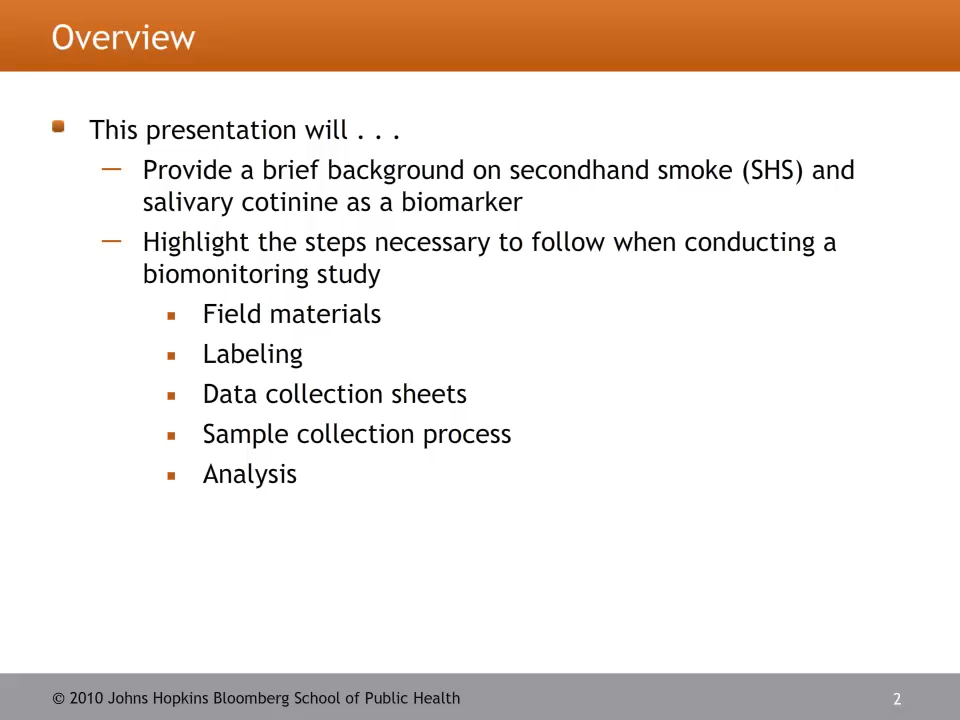 Overview
This presentation will . . .
— Provide a brief background on secondhand smoke (SHS) and
salivary cotinine as a biomarker
— Highlight the steps necessary to follow when conducting a
biomonitoring study
Field materials
Labeling
Data collection sheets
Sample collection process
Analysis
© 2010 Johns Hopkins Bloomberg School of Public Health
2